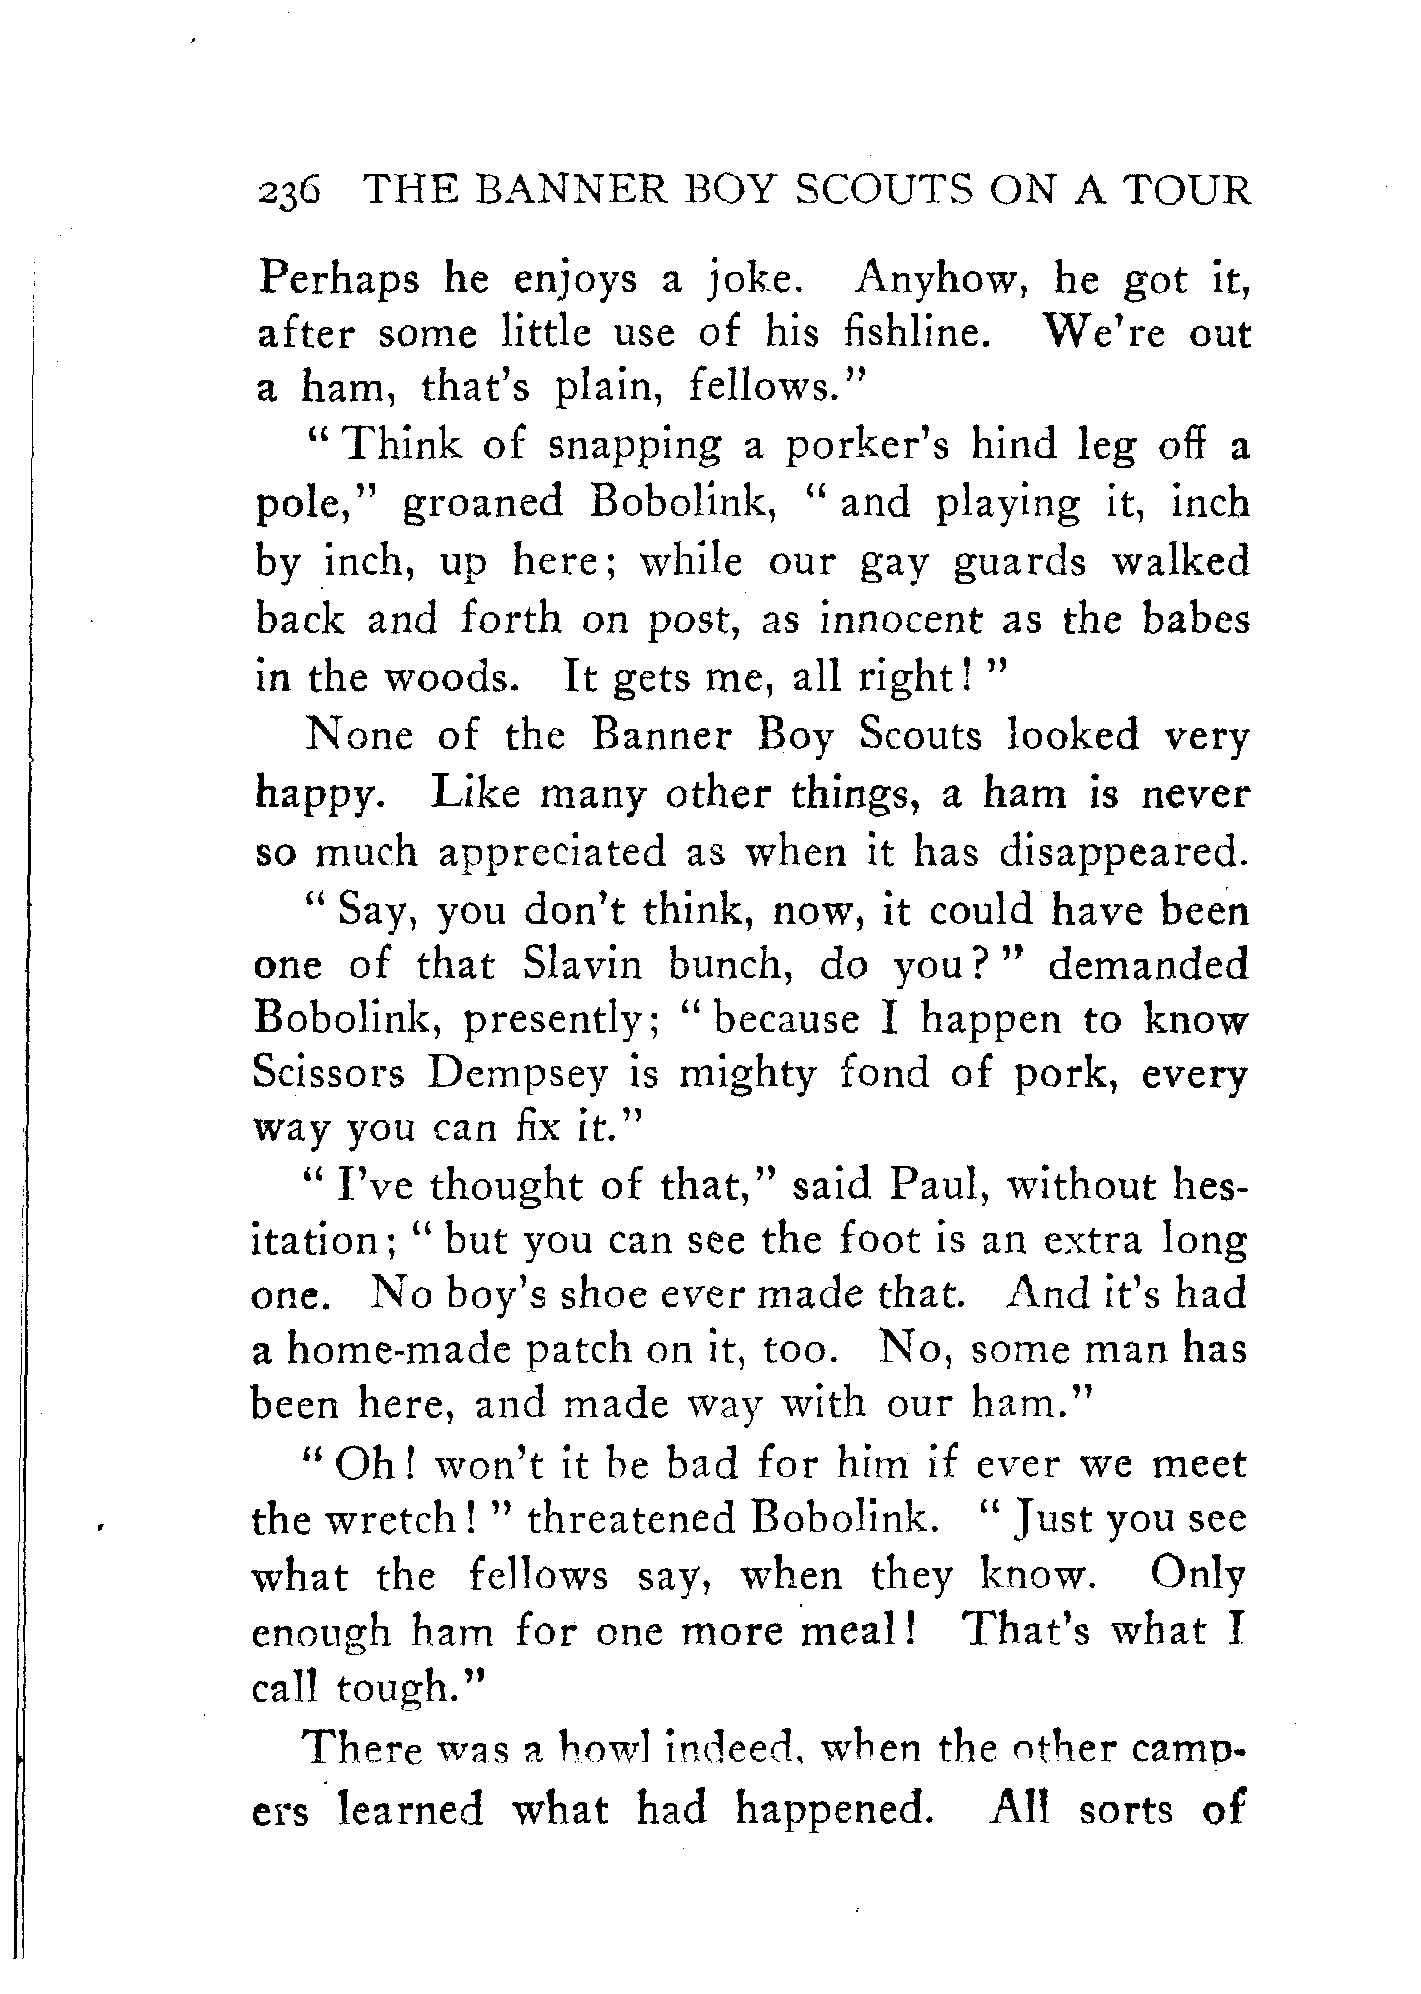 236 THE BANNER BOY SCOUTS ON A TOUR
Perhaps he enjoys a joke. Anyhow, he got it,
after some little use of his fishline. We're out
a ham, that's plain, fellows."
" Think of snapping a porker's hind leg off a
pole," groaned Bobolink, " and playing it, inch
by inch, up here; while our gay guards walked
back and forth on post, as innocent as the babes
in the woods. It gets me, all right! "
None of the Banner Boy Scouts looked very
happy. Like many other things, a ham is never
so much appreciated as when it has disappeared.
" Say, you don't think, now, it could have been
one of that Slavin bunch, do you? " demanded
Bobolink, presently; " because I happen to know
Scissors Dempsey is mighty fond of pork, every
way you can fix it."
" I've thought of that," said Paul, without hes-
itation; " but you can see the foot is an extra long
one. No boy's shoe ever made that. And it's had
a home-made patch on it, too. No, some man has
been here, and made way with our ham."
" Oh! won't it be bad for him if ever we meet
the wretch! " threatened Bobolink. " Just you see
what the fellows say, when they know. Only
enough ham for one more meal! That's what I
call tough."
There was a howl indeed, when the other camp-
ers learned what had happened. All sorts of